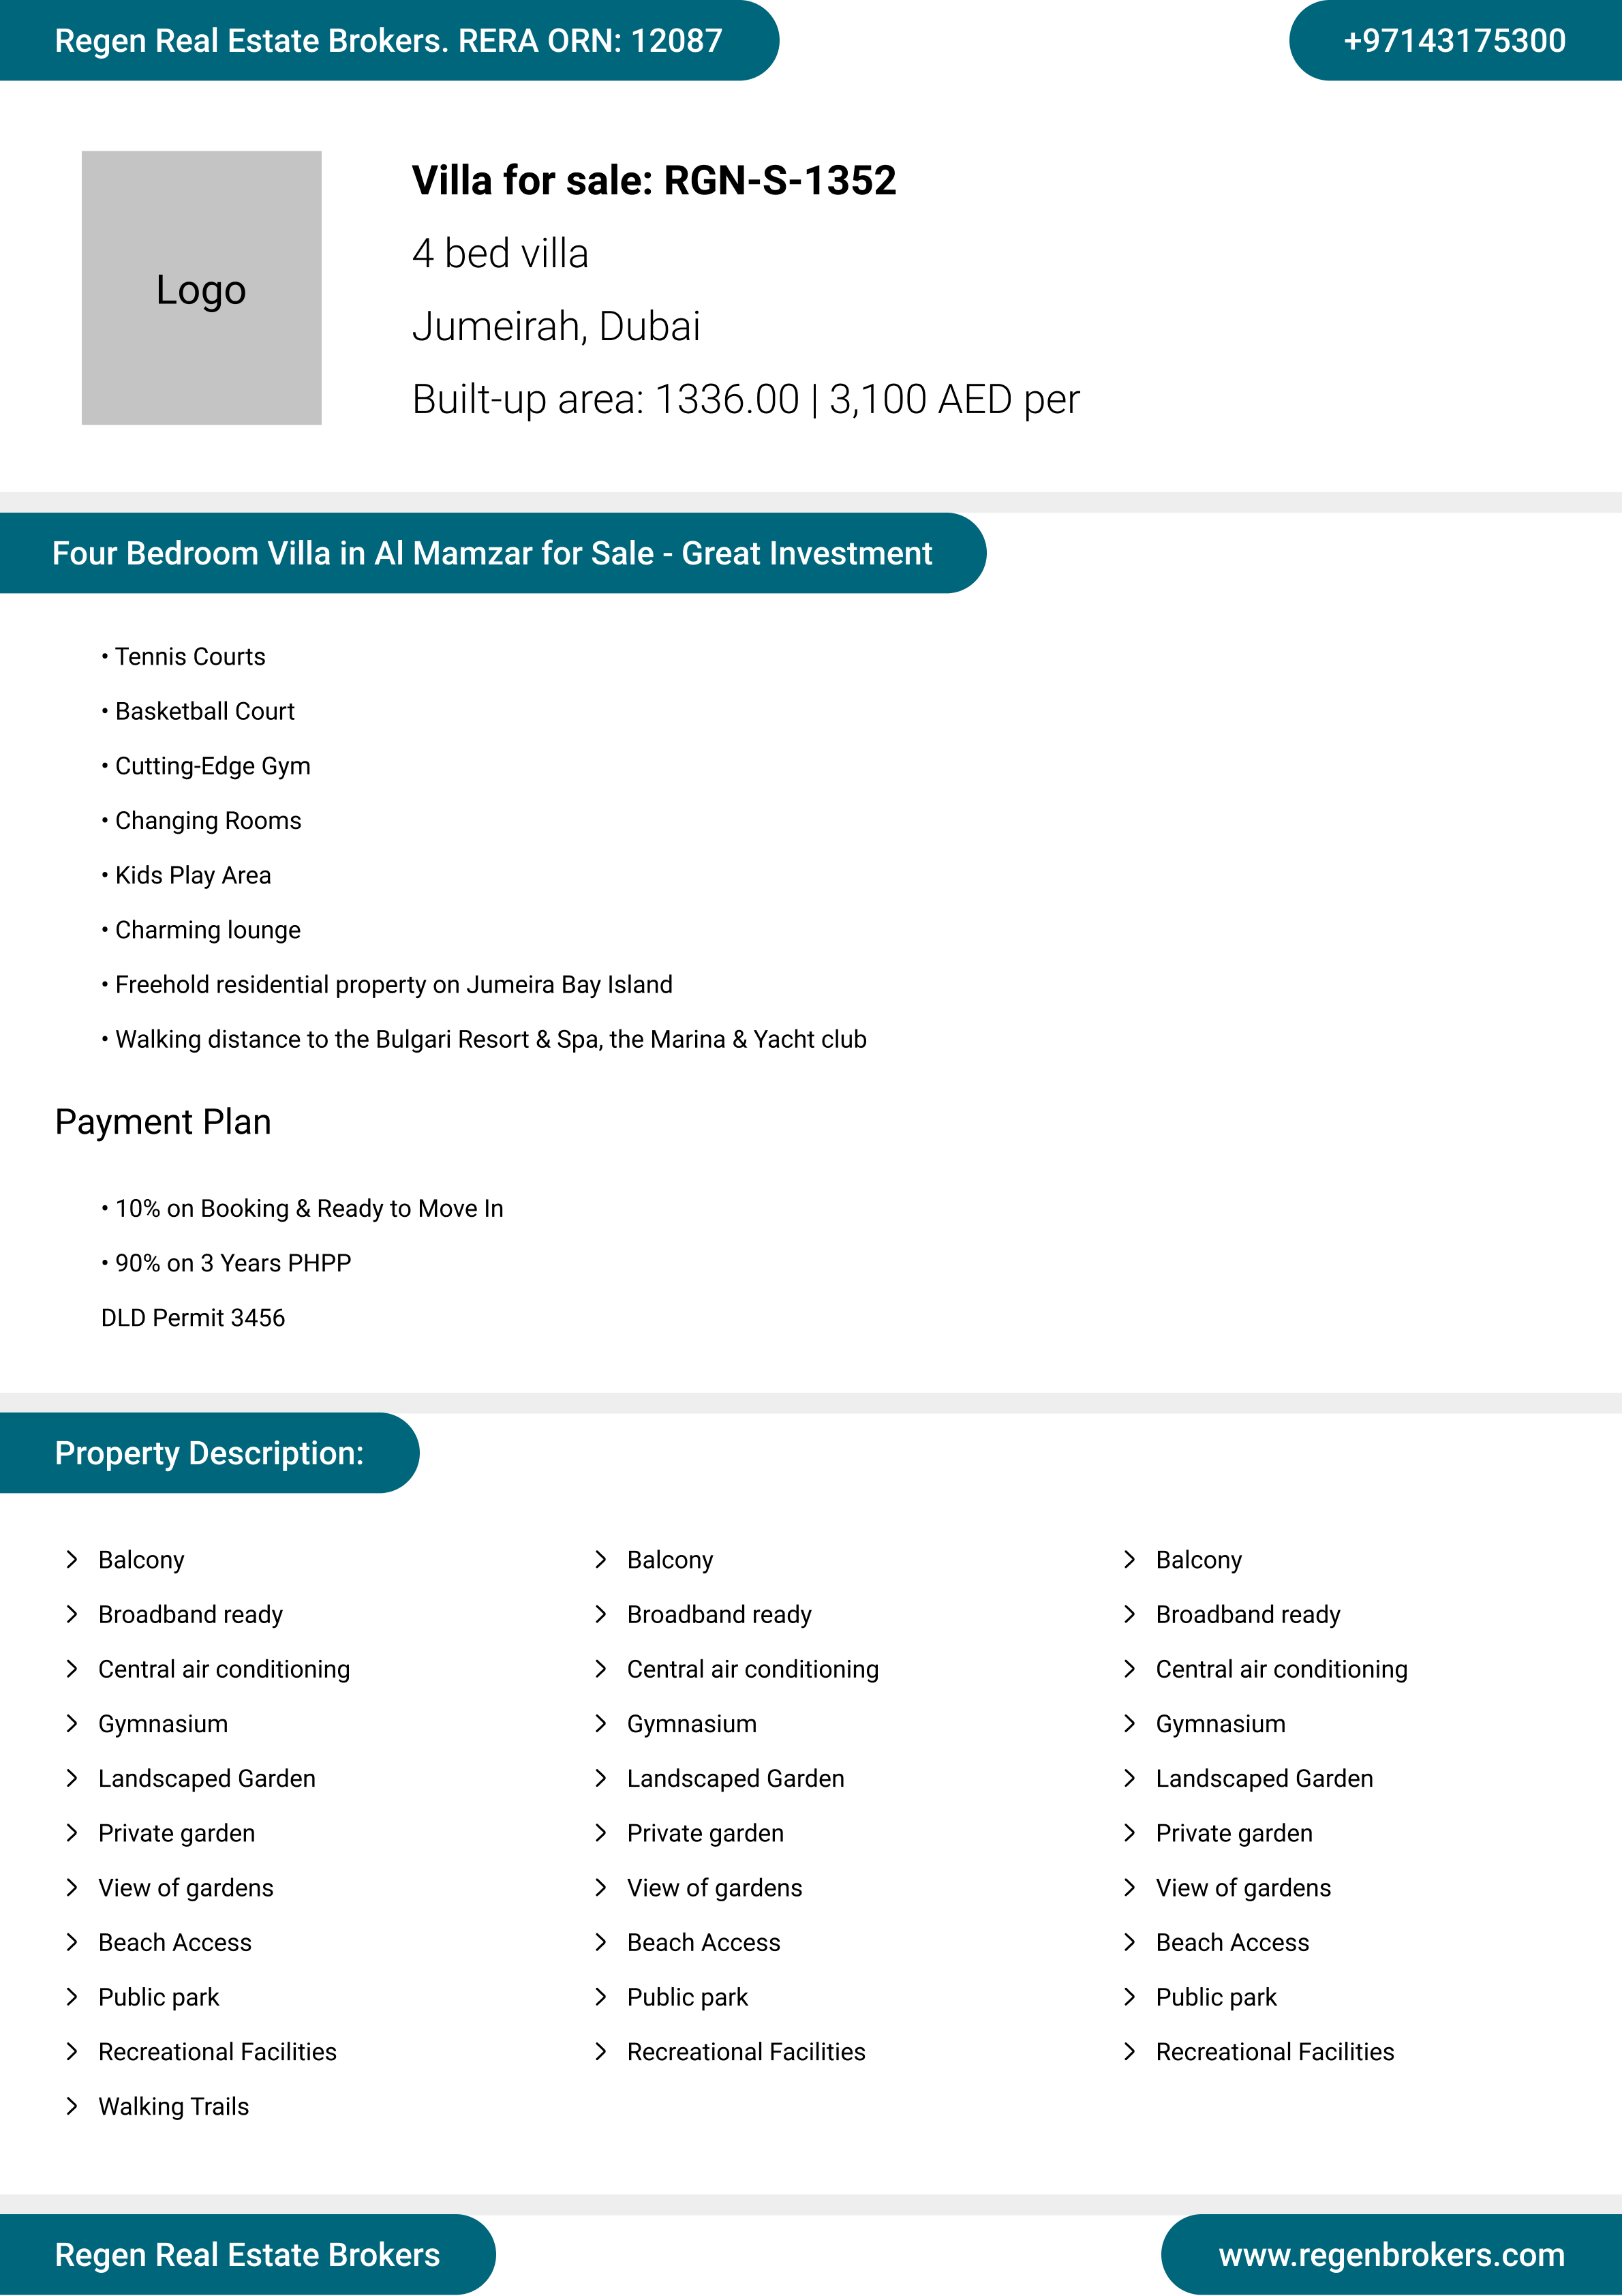 Regen Real Estate Brokers. RERA ORN: 12087
+97143175300
Logo
Villa for sale: RGN-S-1352
4 bed villa
Jumeirah, Dubai
Built-up area: 1336.00 | 3,100 AED per
Four Bedroom Villa in Al Mamzar for Sale - Great Investment
• Tennis Courts
• Basketball Court
• Cutting-Edge Gym
• Changing Rooms
• Kids Play Area
• Charming lounge
• Freehold residential property on Jumeira Bay Island
• Walking distance to the Bulgari Resort & Spa, the Marina & Yacht club
Payment Plan
• 10% on Booking & Ready to Move In
• 90% on 3 Years PHPP
DLD Permit 3456
Property Description:
Balcony
Broadband ready
Central air conditioning
Gymnasium
Landscaped Garden
Private garden
View of gardens
Beach Access
Public park
Recreational Facilities
Walking Trails
Balcony
Broadband ready
Central air conditioning
Gymnasium
Landscaped Garden
Private garden
View of gardens
Beach Access
Public park
Recreational Facilities
Balcony
Broadband ready
Central air conditioning
Gymnasium
Landscaped Garden
Private garden
View of gardens
Beach Access
Public park
Recreational Facilities
Regen Real Estate Brokers
www.regenbrokers.com